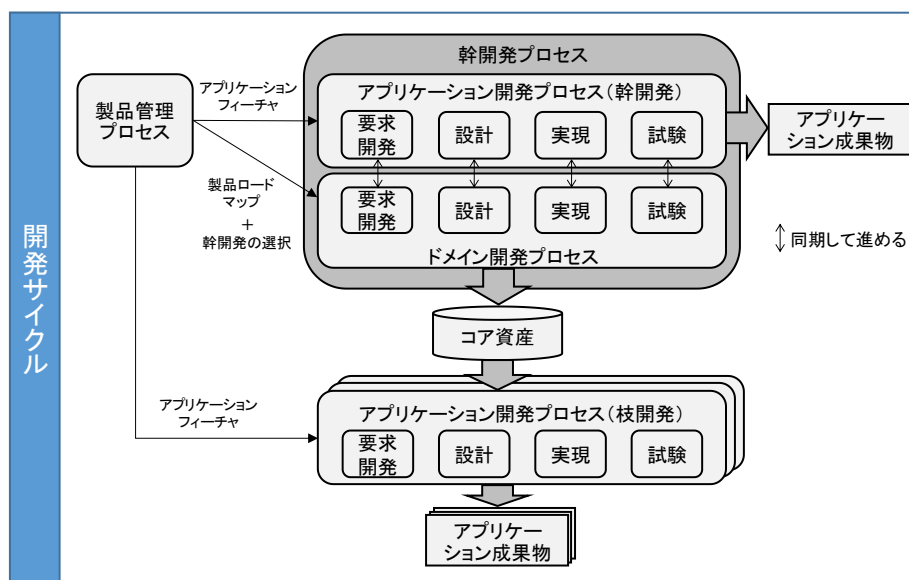 開発サイクル
製品管理
プロセス
アプリケーション
フィーチャ
製品ロード
マップ
+
幹開発の選択
幹開発プロセス
アプリケーション開発プロセス(幹開発)
要求
開発
設計
実現
試験
要求
開発
設計
実現
試験
ドメイン開発プロセス
アプリケー
ション成果物
同期して進める
コア資産
アプリケーション
フィーチャ
アプリケーション開発プロセス(枝開発)
要求
開発
設計
実現
試験
アプリケー
ション成果物